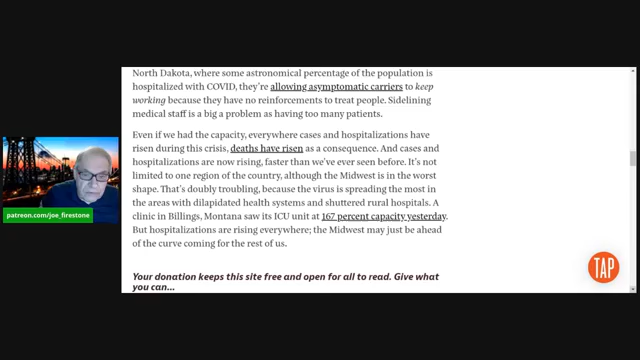 North Dakota, where some astronomical percentage of the population is
hospitalized with COVID, they're allowing asymptomatic carriers to keep
working because they have no reinforcements to treat people. Sidelining
medical staff is a big a problem as having too many patients.
Even if we had the capacity, everywhere cases and hospitalizations have
risen during this crisis, deaths have risen as a consequence. And cases and
hospitalizations are now rising, faster than we've ever seen before. It's not
limited to one region of the country, although the Midwest is in the worst
shape. That's doubly troubling, because the virus is spreading the most in
the areas with dilapidated health systems and shuttered rural hospitals. A
clinic in Billings, Montana saw its ICU unit at 167 percent capacity yesterday.
But hospitalizations are rising everywhere; the Midwest may just be ahead
of the curve coming for the rest of us.
Your donation keeps this site free and open for all to read. Give what
you can...
patreon.com/joe_firestone
TAP